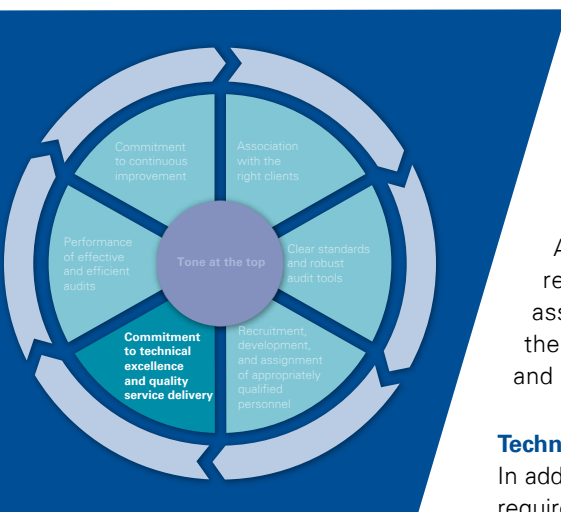 Commitment
to continuous
improvement
Association
with the
right clients
Performance
of effective
and efficient
audits
Tone at the top
Clear standards
and robust
audit tools
Commitment
to technical
excellence
and quality
service delivery
Recruitment,
development,
and assignment
of appropriately
qualified
personnel
the
and
In add